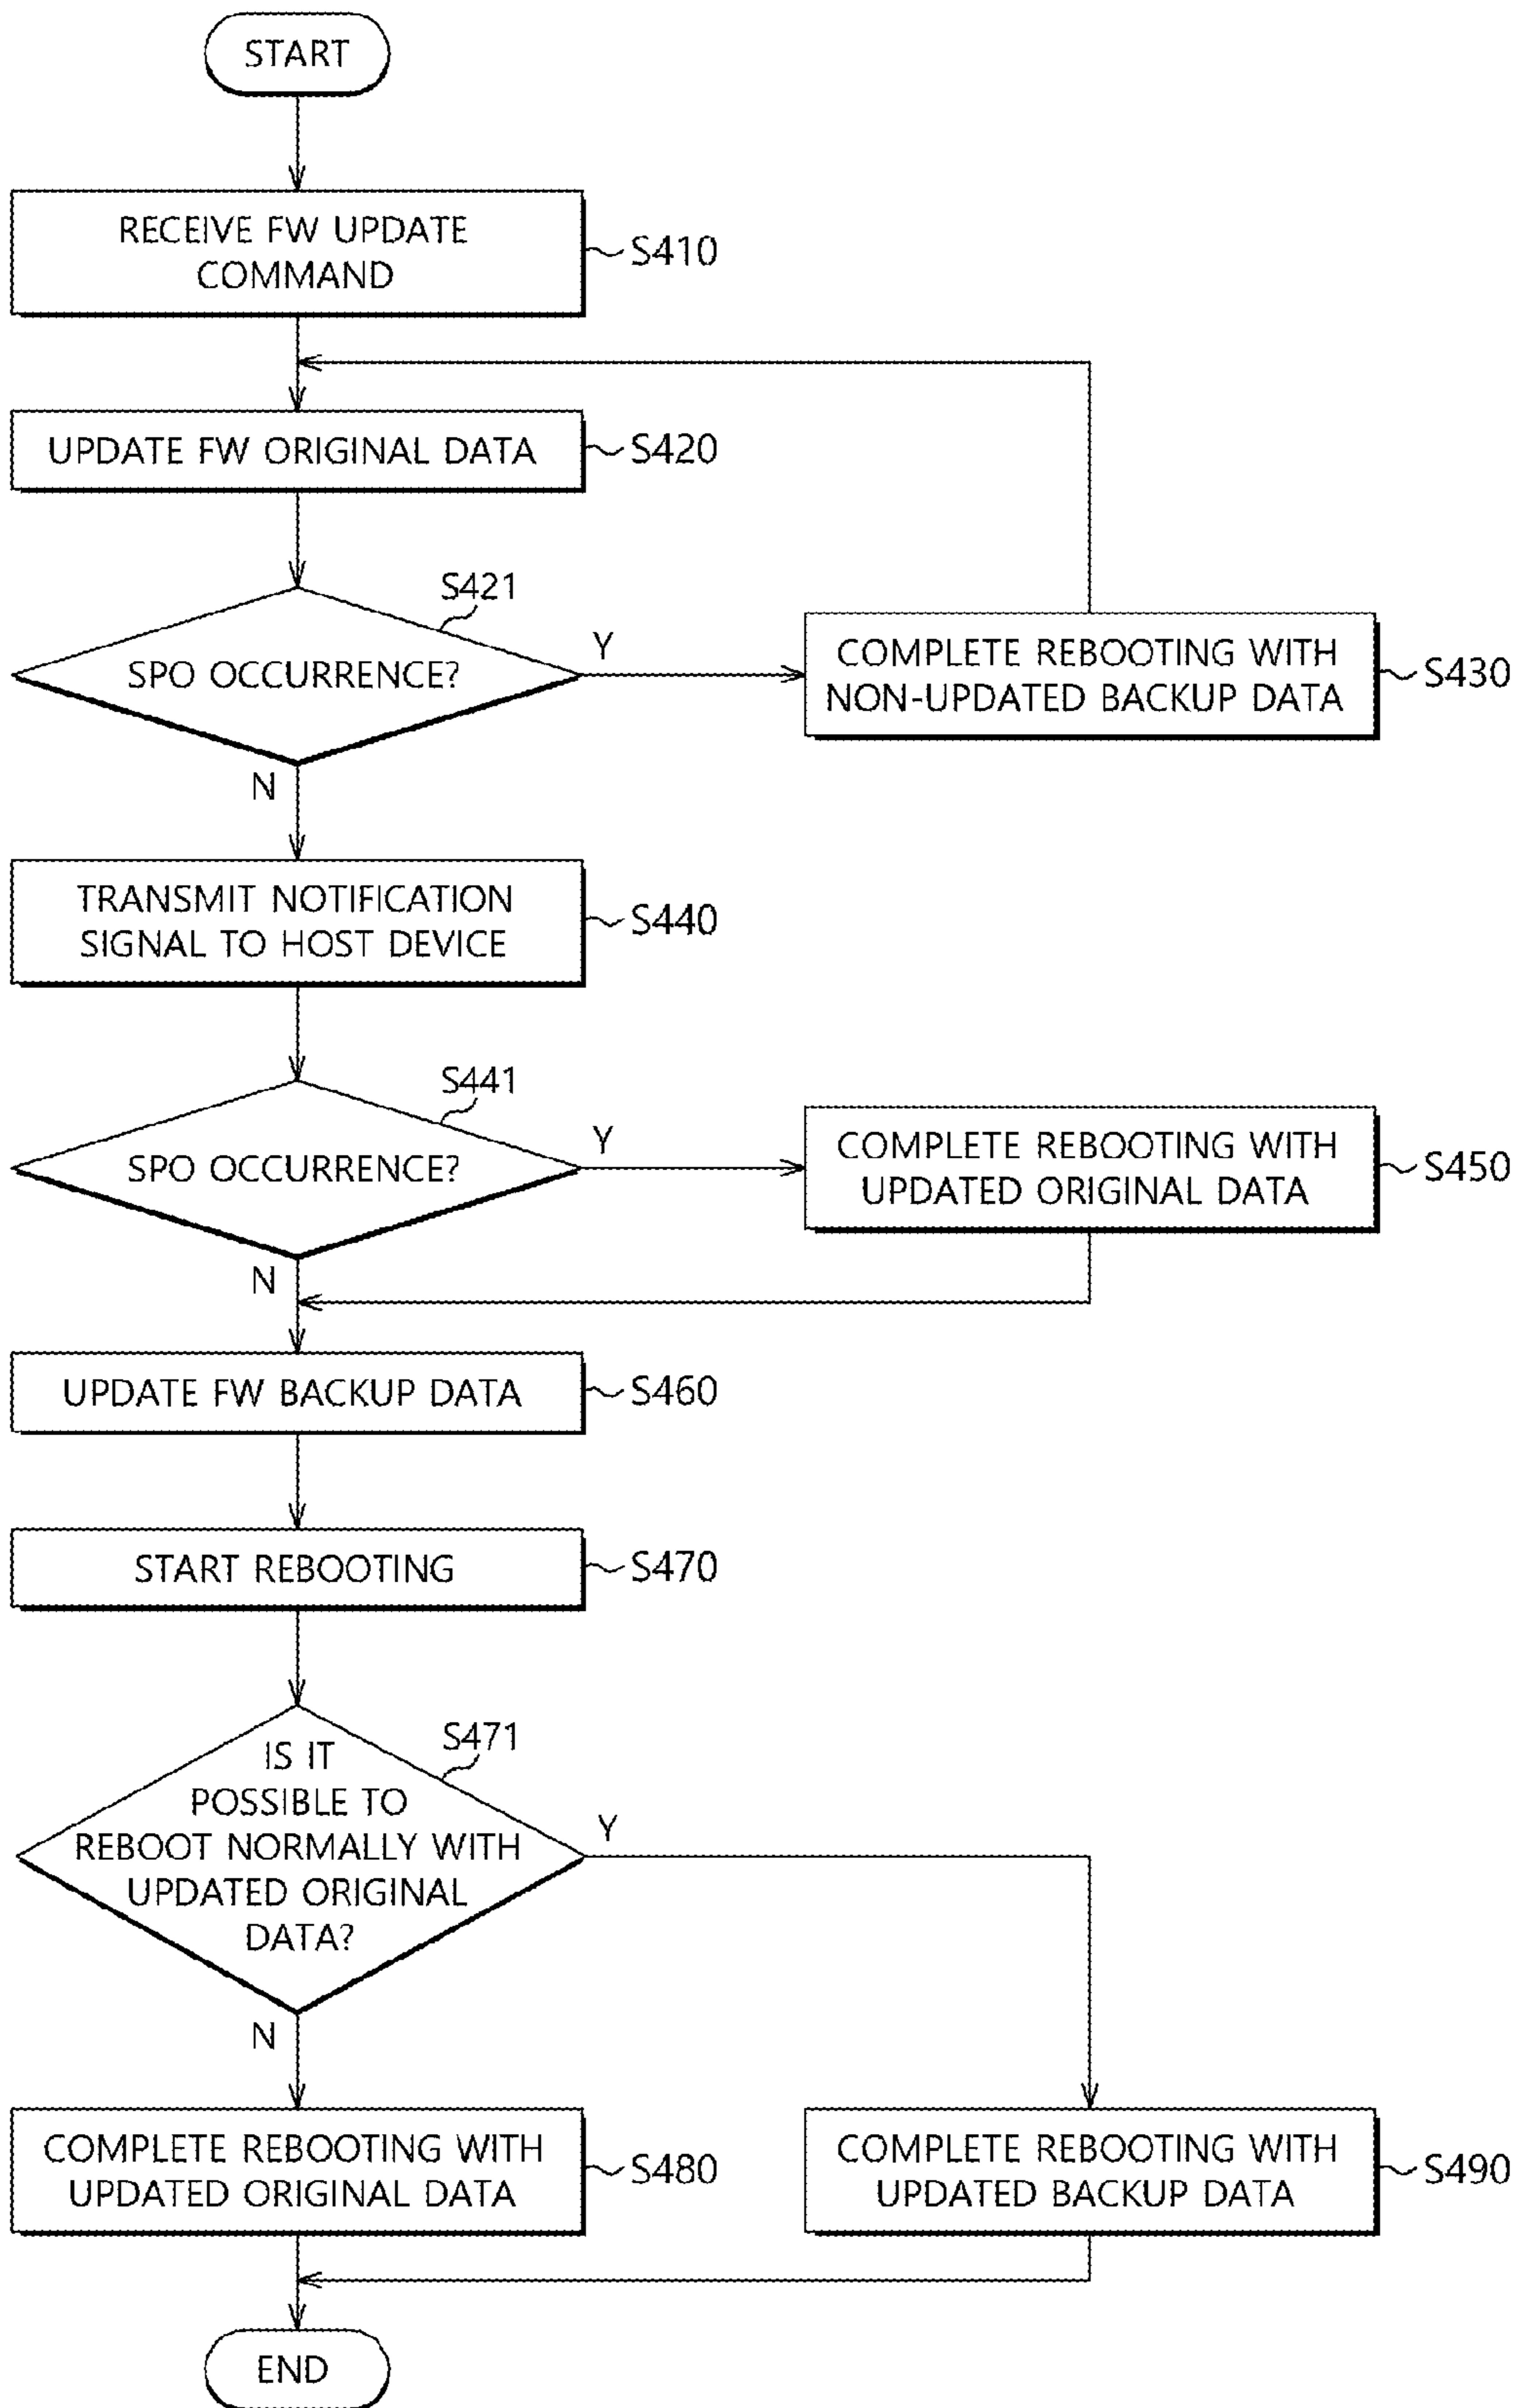 START
RECEIVE FW UPDATE
COMMAND
S410
UPDATE FW ORIGINAL DATA
S420
S421
SPO OCCURRENCE?
Y
N
COMPLETE REBOOTING WITH
NON-UPDATED BACKUP DATA
S430
TRANSMIT NOTIFICATION
SIGNAL TO HOST DEVICE
S440
S441
SPO OCCURRENCE?
Y
N
COMPLETE REBOOTING WITH
UPDATED ORIGINAL DATA
S450
UPDATE FW BACKUP DATA
S460
START REBOOTING
S470
S471
IS IT
POSSIBLE TO
REBOOT NORMALLY WITH
UPDATED ORIGINAL
DATA?
Y
N
COMPLETE REBOOTING WITH
UPDATED ORIGINAL DATA
S480
COMPLETE REBOOTING WITH
UPDATED BACKUP DATA
S490
END